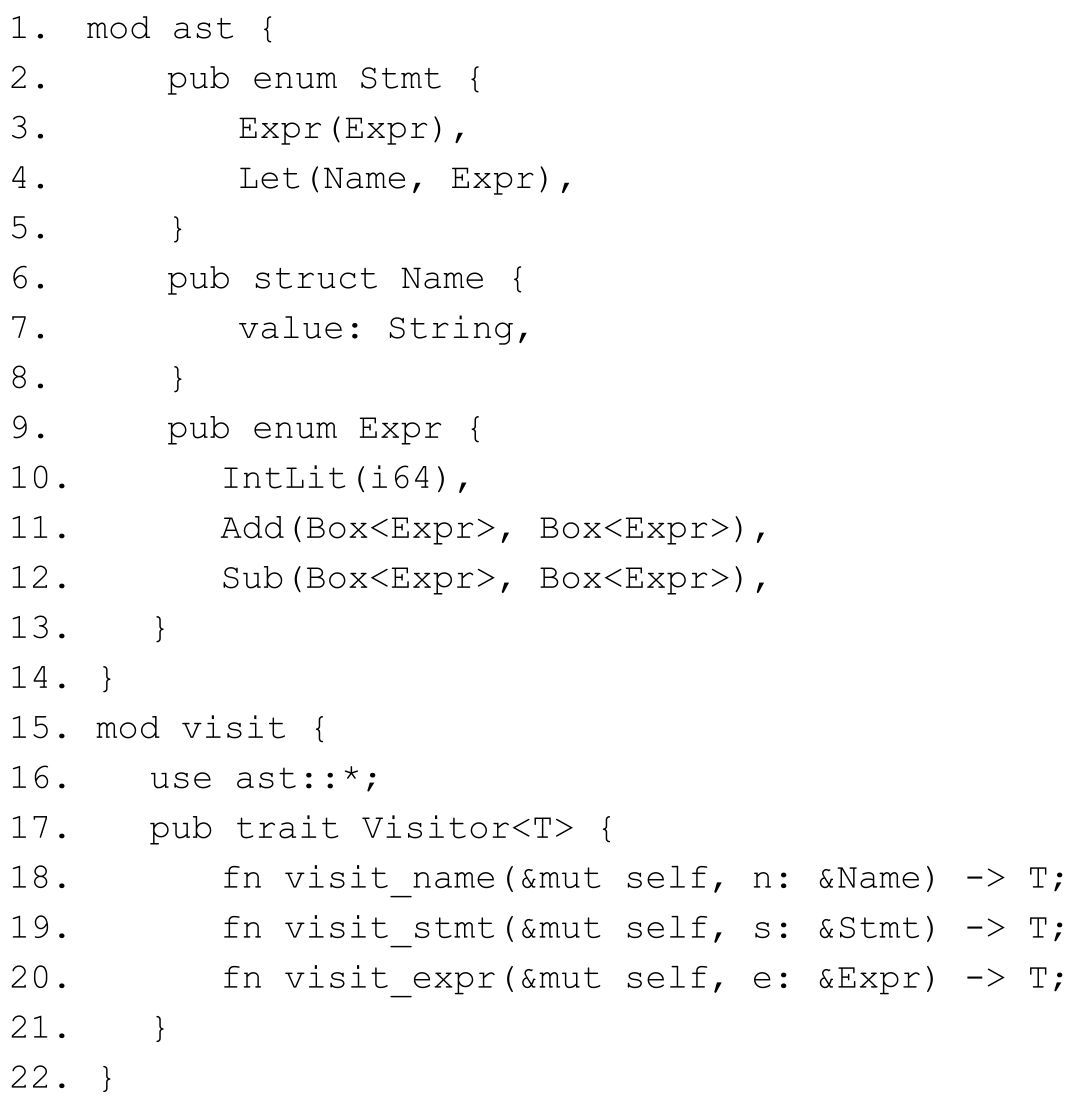 1. mod ast {
2. pub enum Stmt {
3. Expr(Expr),
4. Let(Name, Expr),
5. }
6. pub struct Name {
7. value: String,
8. }
9. pub enum Expr {
10. IntLit(i64),
11. Add(Box<Expr>, Box<Expr>),
12. Sub(Box<Expr>, Box<Expr>),
13. }
14. }
15. mod visit {
16. use ast::*;
17. pub trait Visitor<T> {
18. fn visit_name(&mut self, n: &Name) -> T;
19. fn visit_stmt(&mut self, s: &Stmt) -> T;
20. fn visit_expr(&mut self, e: &Expr) -> T;
21. }
22. }